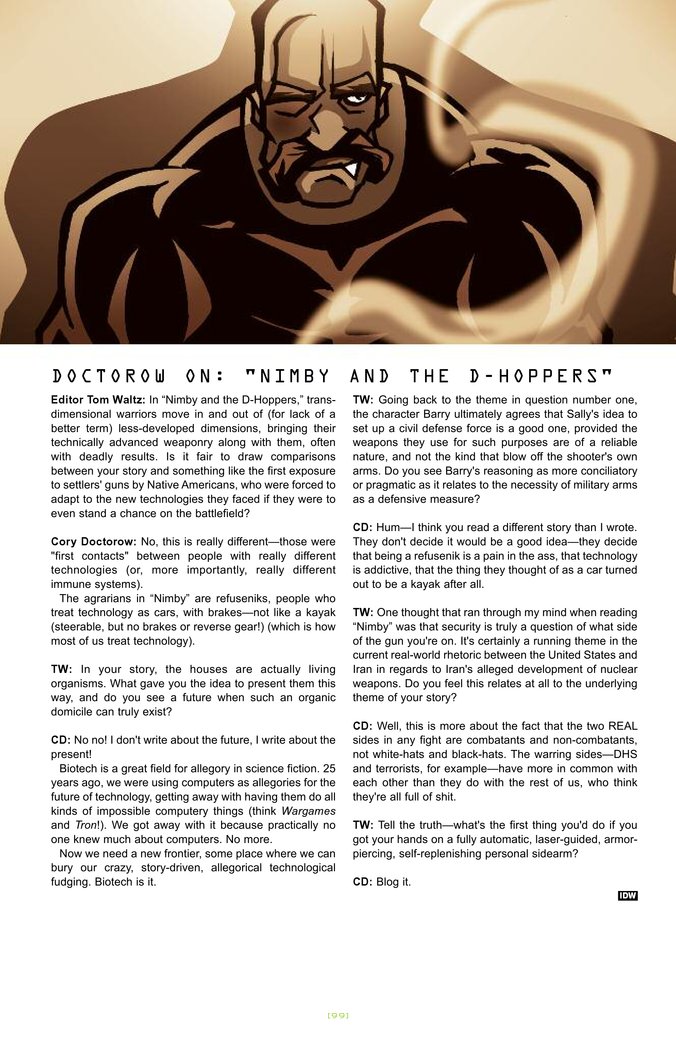 DOCTOROW ON: "NIMBY AND THE D-HOPPERS"
Editor Tom Waltz: In “Nimby and the D-Hoppers,” trans-
dimensional warriors move in and out of (for lack of a
better term) less-developed dimensions, bringing their
technically advanced weaponry along with them, often
with deadly results. Is it fair to draw comparisons
between your story and something like the first exposure
to settlers' guns by Native Americans, who were forced to
adapt to the new technologies they faced if they were to
even stand a chance on the battlefield?
Cory Doctorow: No, this is really different—those were
"first contacts" between people with really different
technologies (or, more importantly, really different
immune systems).
The agrarians in “Nimby” are refuseniks, people who
treat technology as cars, with brakes—not like a kayak
(steerable, but no brakes or reverse gear!) (which is how
most of us treat technology).
TW: In your story, the houses are actually living
organisms. What gave you the idea to present them this
way, and do you see a future when such an organic
domicile can truly exist?
CD: No no! I don't write about the future, I write about the
present!
Biotech is a great field for allegory in science fiction. 25
years ago, we were using computers as allegories for the
future of technology, getting away with having them do all
kinds of impossible computery things (think Wargames
and Tron!). We got away with it because practically no
one knew much about computers. No more.
Now we need a new frontier, some place where we can
bury our crazy, story-driven, allegorical technological
fudging. Biotech is it.
TW: Going back to the theme in question number one,
the character Barry ultimately agrees that Sally's idea to
set up a civil defense force is a good one, provided the
weapons they use for such purposes are of a reliable
nature, and not the kind that blow off the shooter's own
arms. Do you see Barry's reasoning as more conciliatory
or pragmatic as it relates to the necessity of military arms
as a defensive measure?
CD: Hum—I think you read a different story than I wrote.
They don't decide it would be a good idea—they decide
that being a refusenik is a pain in the ass, that technology
is addictive, that the thing they thought of as a car turned
out to be a kayak after all.
TW: One thought that ran through my mind when reading
“Nimby” was that security is truly a question of what side
of the gun you're on. It's certainly a running theme in the
current real-world rhetoric between the United States and
Iran in regards to Iran's alleged development of nuclear
weapons. Do you feel this relates at all to the underlying
theme of your story?
CD: Well, this is more about the fact that the two REAL
sides in any fight are combatants and non-combatants,
not white-hats and black-hats. The warring sides—DHS
and terrorists, for example—have more in common with
each other than they do with the rest of us, who think
they're all full of shit.
TW: Tell the truth—what's the first thing you'd do if you
got your hands on a fully automatic, laser-guided, armor-
piercing, self-replenishing personal sidearm?
CD: Blog it.
IDW
[99]